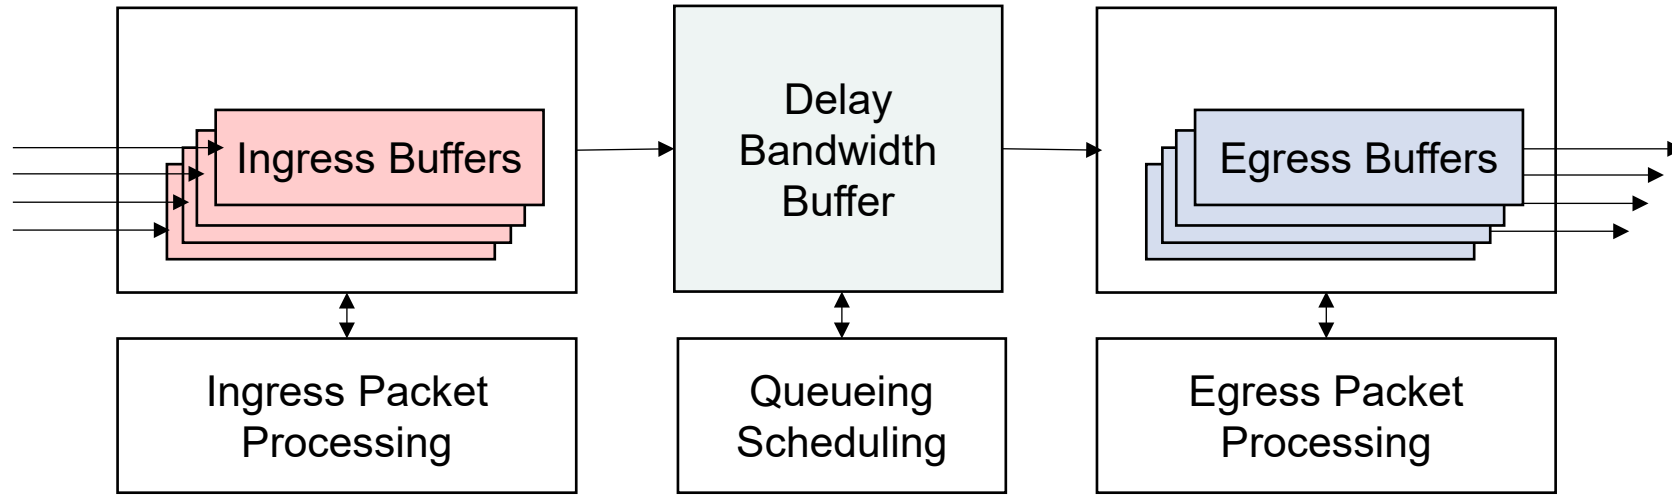 Ingress Buffers
Delay
Bandwidth
Buffer
Egress Buffers
Ingress Packet
Processing
Queueing
Scheduling
Egress Packet
Processing